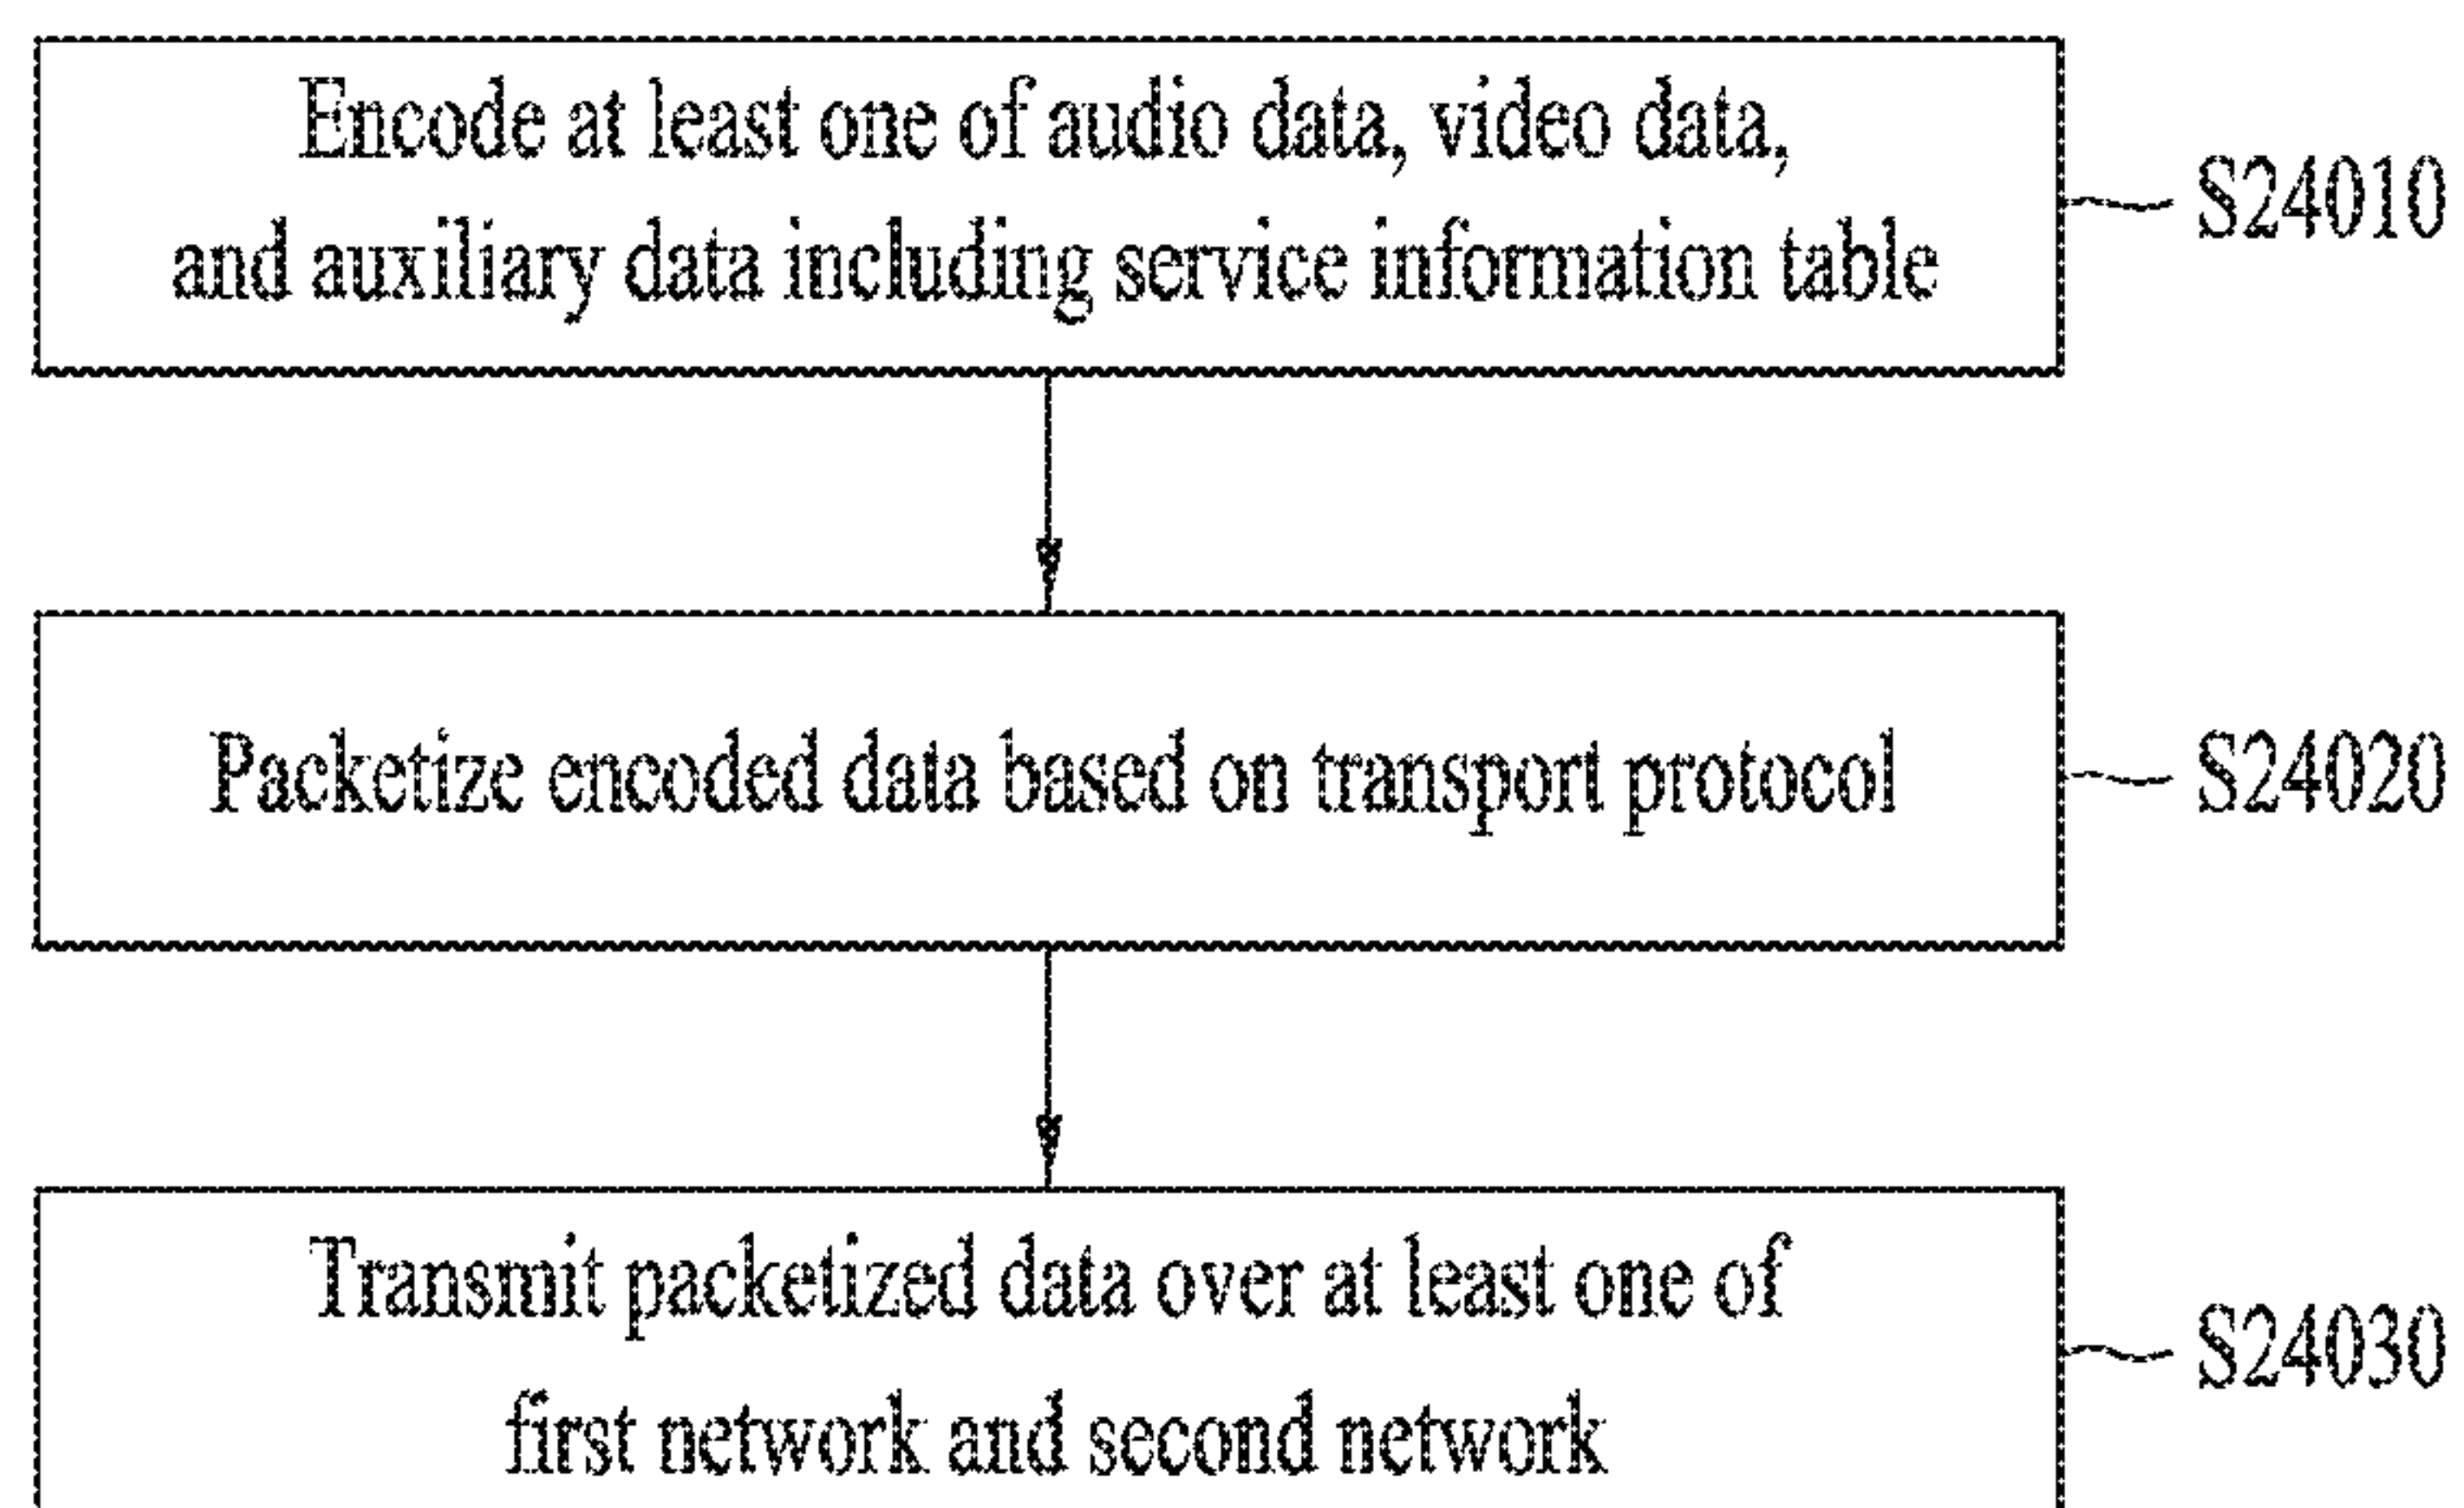 Encode at least one of audio data, video data,
and auxiliary data including service information table
S24010
Packetize encoded data based on transport protocol
S24020
Transmit packetized data over at least one of
first network and second network
S24030